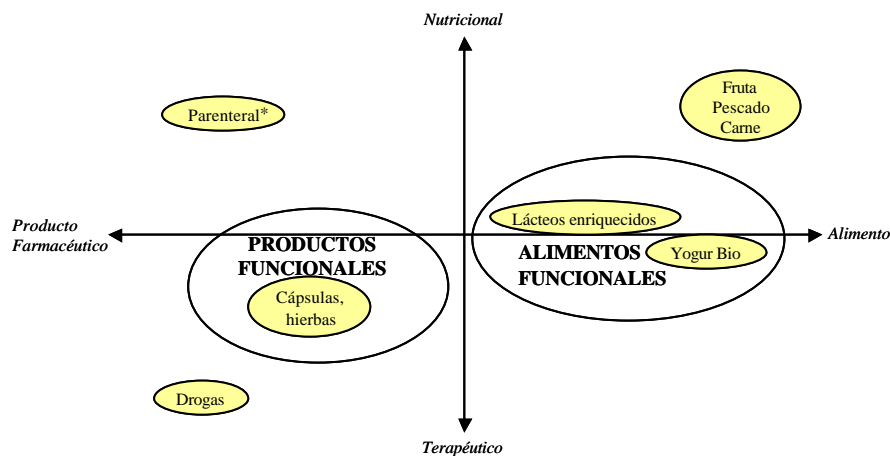 Nutricional
Parenteral*
Fruta
Pescado
Carne
Producto
Farmacéutico
Alimento
Lácteos enriquecidos
PRODUCTOS
FUNCIONALES
ALIMENTOS
FUNCIONALES
Yogur Bio
Cápsulas,
hierbas
Drogas
Terapéutico